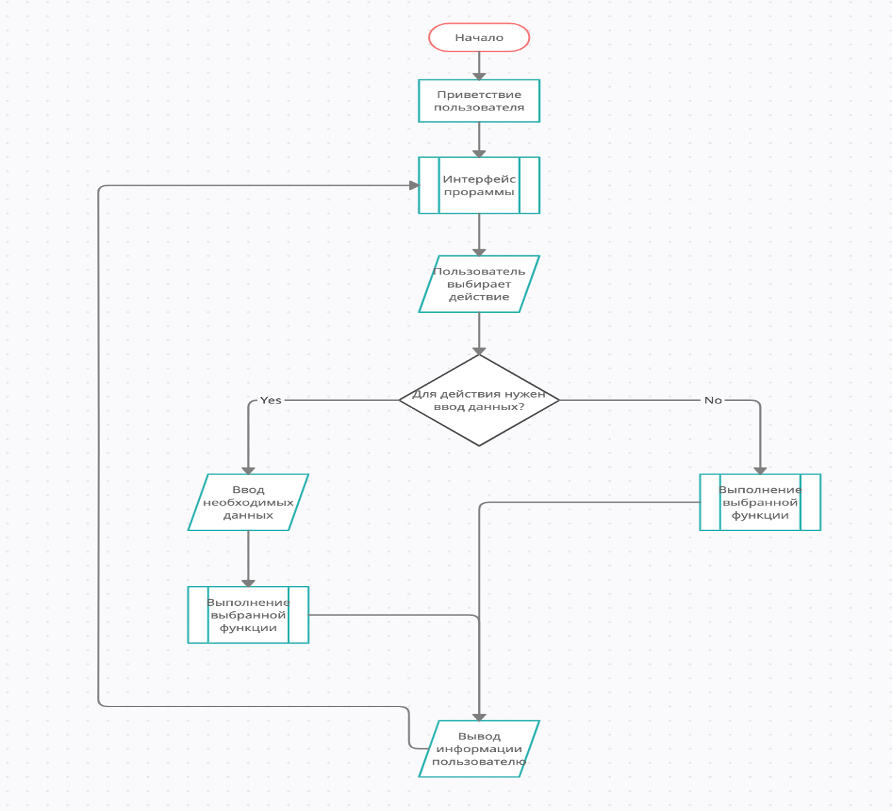 Начало
Приветствие
пользователя
Интерфейс
прораммы
Пользователь
выбирает
действие
Для действия нужен
ввод данных?
Yes
No
Ввод
необходимых
данных
Выполнение
выбранной
функции
Выполнение
выбранной
функции
Вывод
информации
пользователю